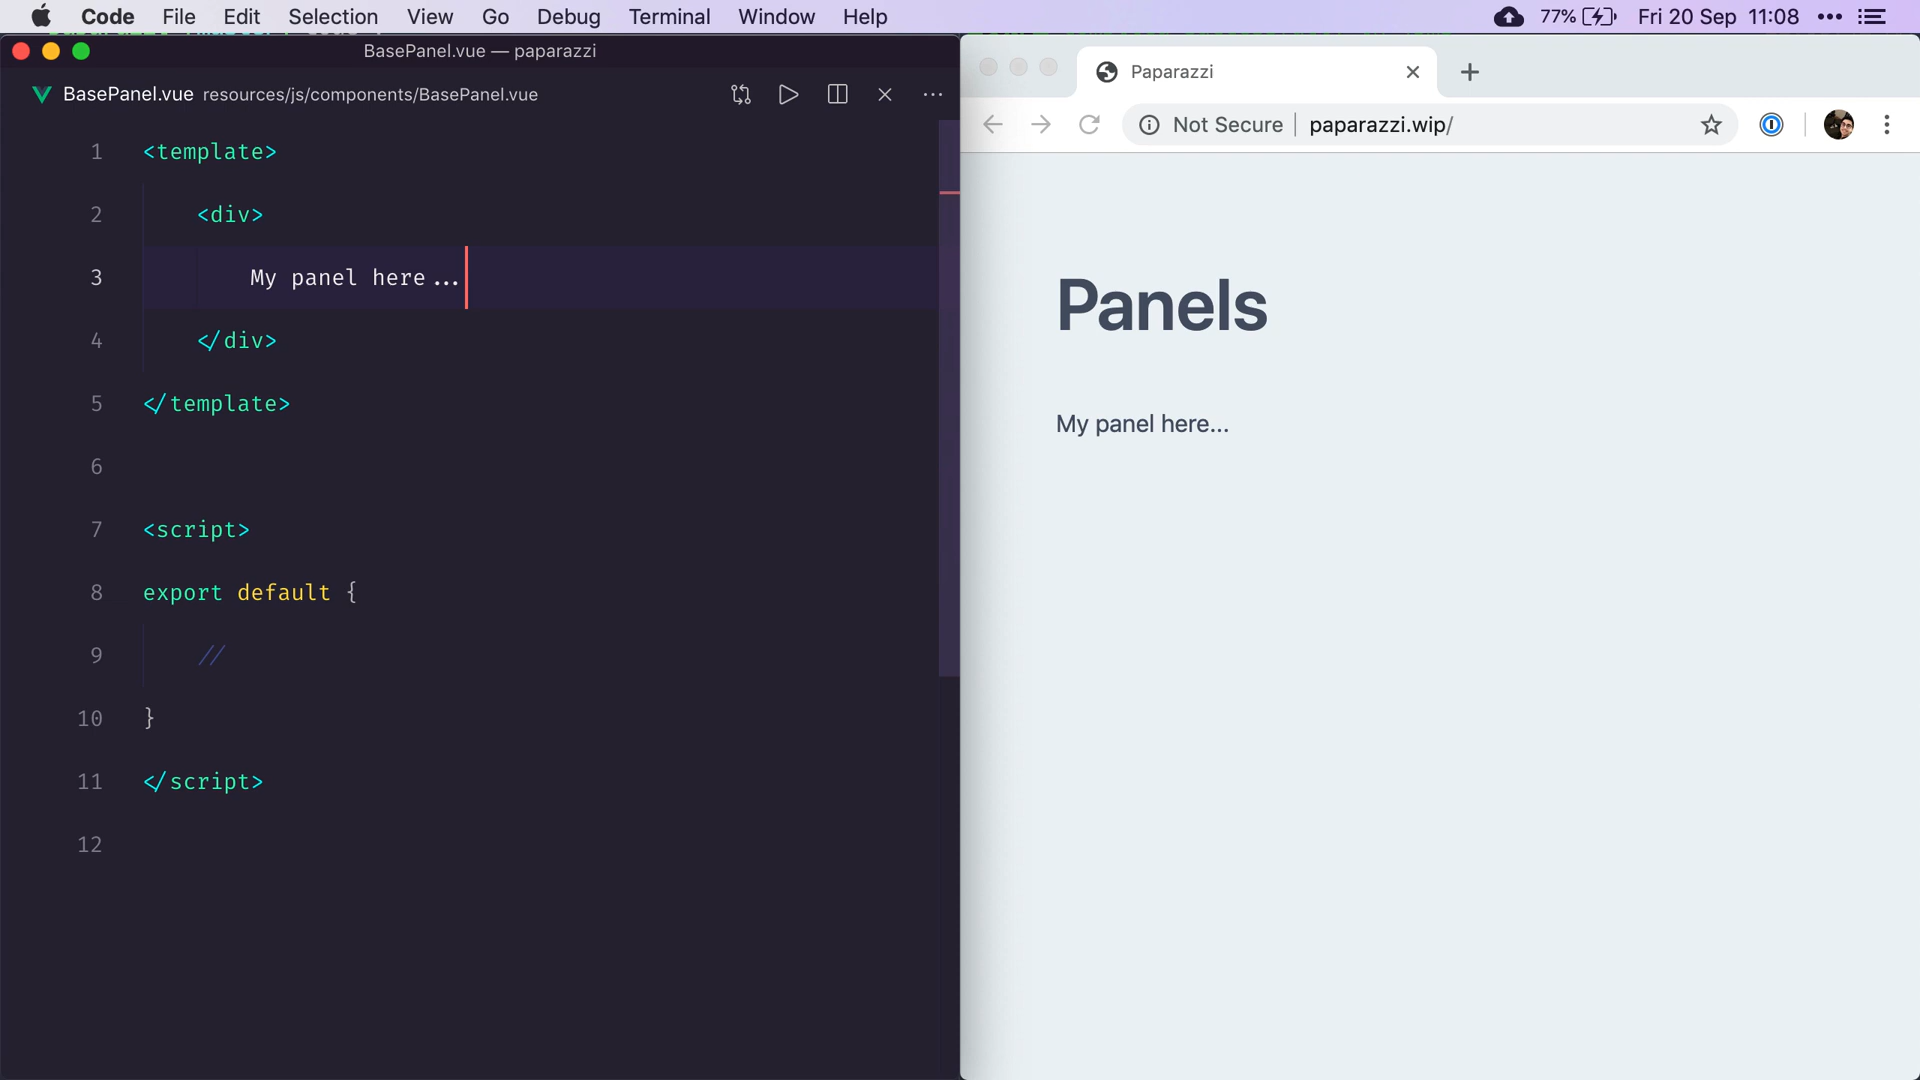 Code File Edit Selection View Go Debug Terminal Window Help 77% Fri 20 Sep 11:08
BasePanel.vue — paparazzi
BasePanel.vue resources/js/components/BasePanel.vue
1 <template>
2 <div>
3 My panel here...
4 </div>
5 </template>
6
7 <script>
8 export default {
9 //
10 }
11 </script>
12
Paparazzi
Not Secure paparazzi.wip/
Panels
My panel here...